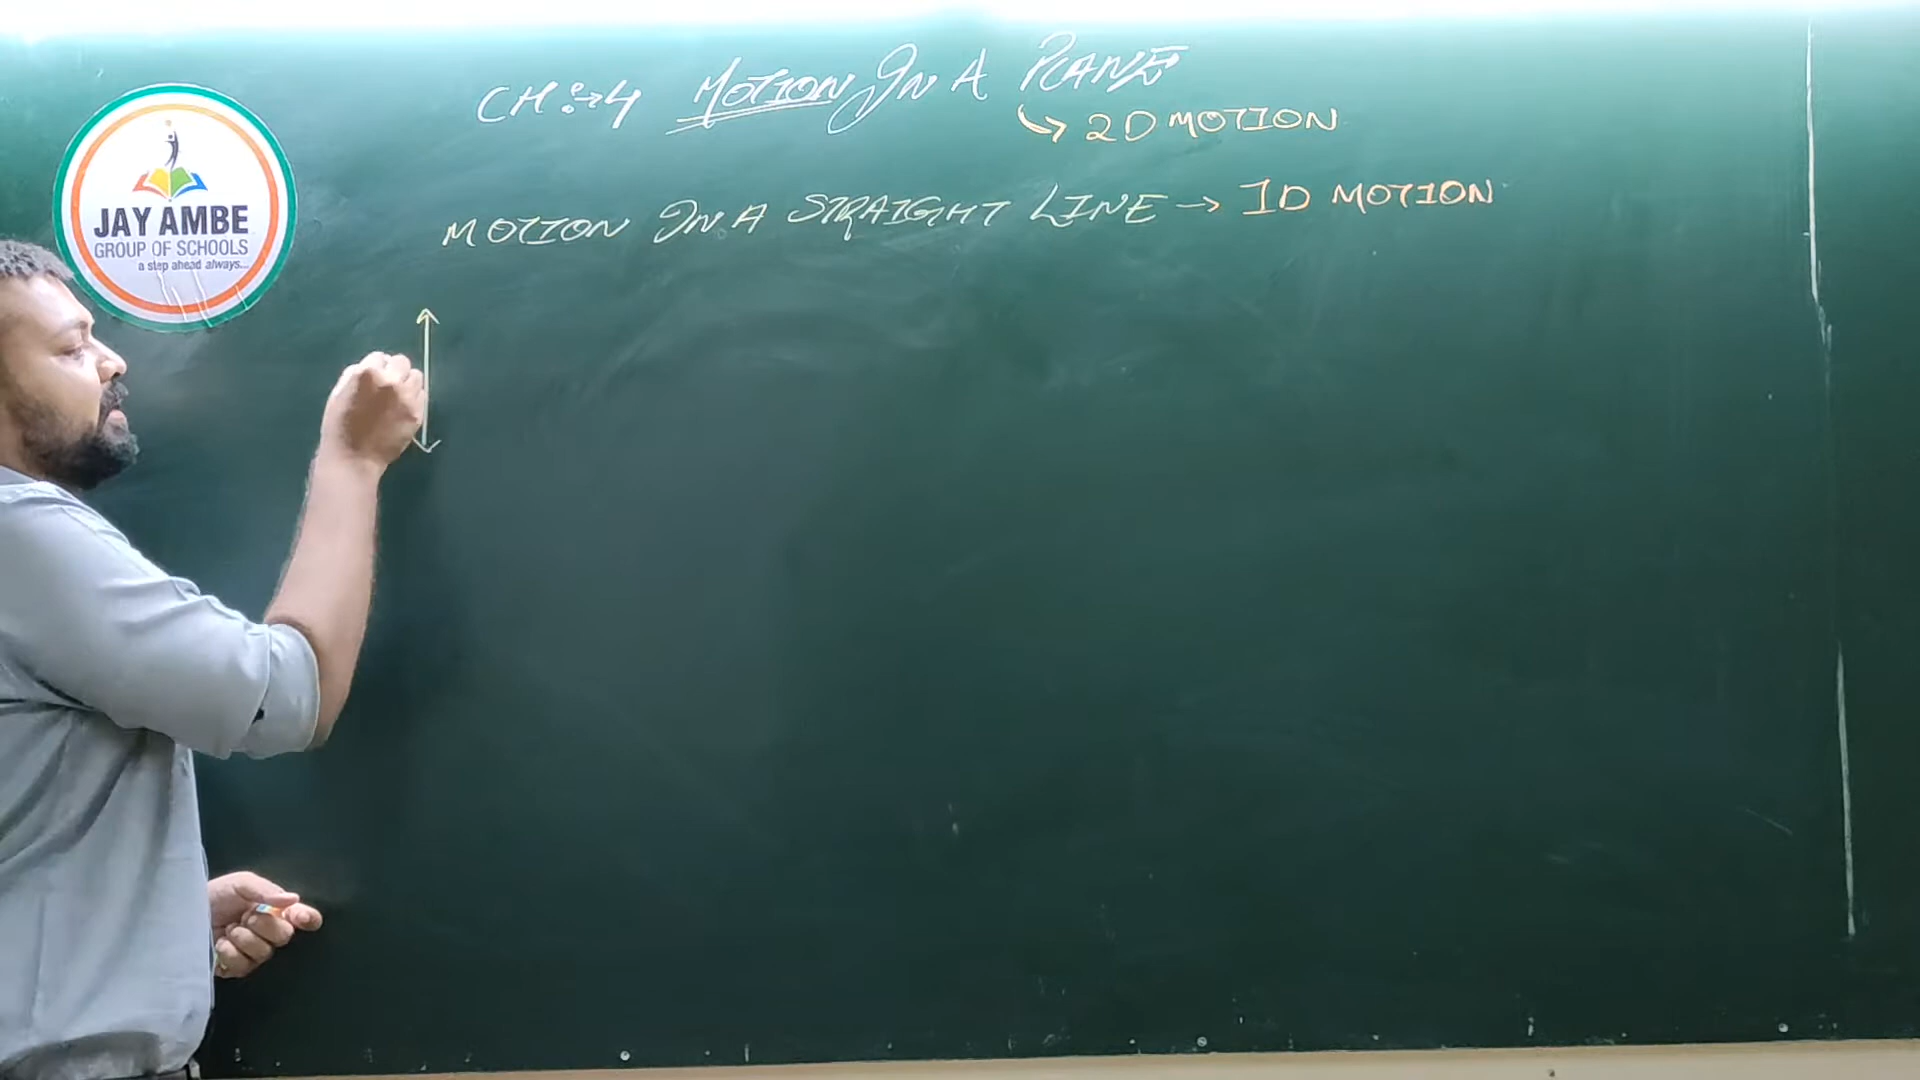 CH:→4 MOTION IN A PLANE
↳ 2D MOTION
MOTION IN A STRAIGHT LINE → 1D MOTION
JAY AMBE
GROUP OF SCHOOLS
a step ahead always...